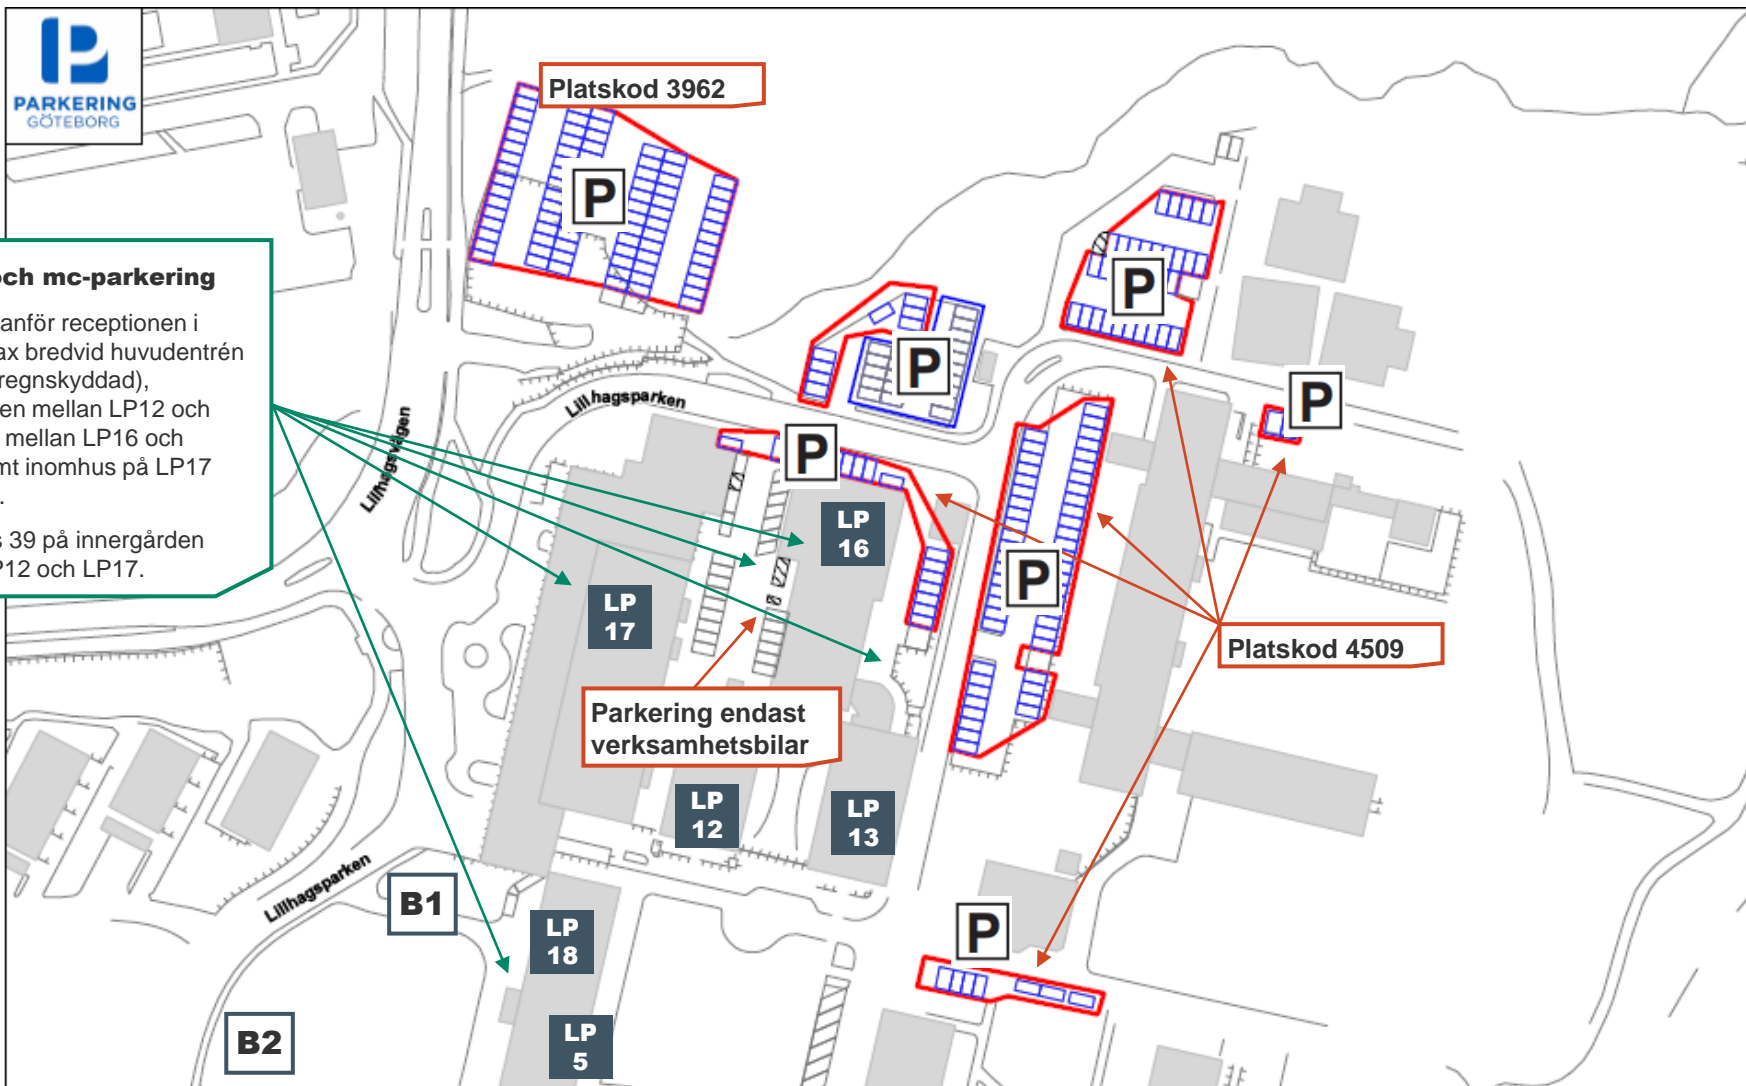 PARKERING
GÖTEBORG
Platskod 3962
och mc-parkering
anför receptionen i
ax bredvid huvudentrén
regnskyddad),
en mellan LP12 och
mellan LP16 och
mt inomhus på LP17
.
s 39 på innergården
P12 och LP17.
P
P
P
P
P
P
P
Lillhagsparken
Lillhagsvägen
LP
16
LP
17
Platskod 4509
Parkering endast
verksamhetsbilar
LP
12
LP
13
Lillhagsparken
B1
LP
18
B2
LP
5